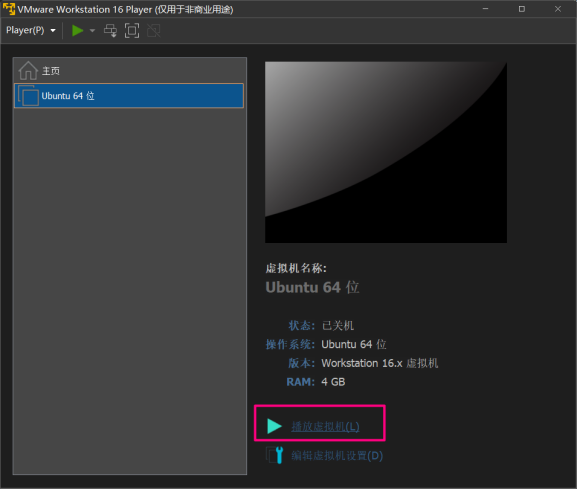 VMware Workstation 16 Player (仅用于非商业用途)
Player(P)
主页
Ubuntu 64 位
虚拟机名称:
Ubuntu 64 位
状态: 已关机
操作系统: Ubuntu 64 位
版本: Workstation 16.x 虚拟机
RAM: 4 GB
播放虚拟机(L)
编辑虚拟机设置(D)